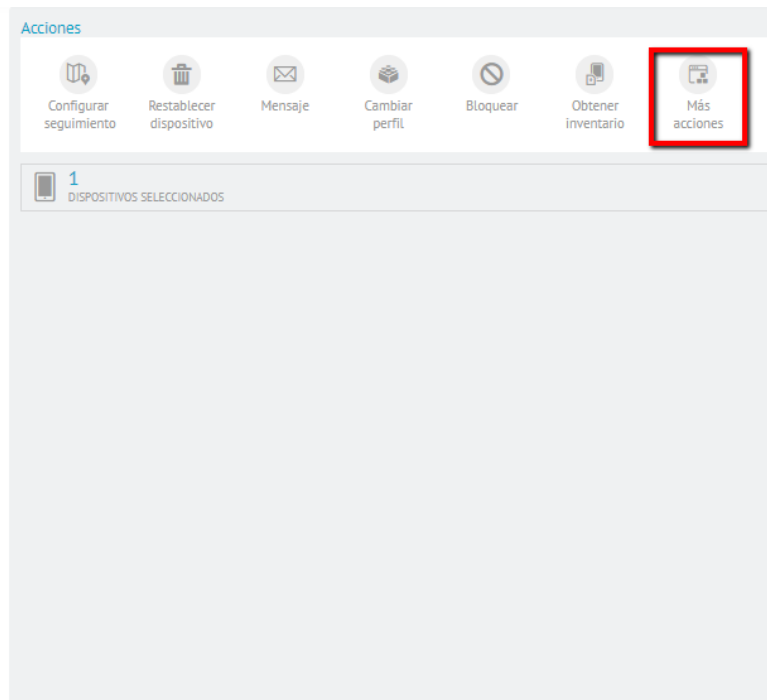 Acciones
Configurar
seguimiento
Restablecer
dispositivo
Mensaje
Cambiar
perfil
Bloquear
Obtener
inventario
Más
acciones
1
DISPOSITIVOS SELECCIONADOS